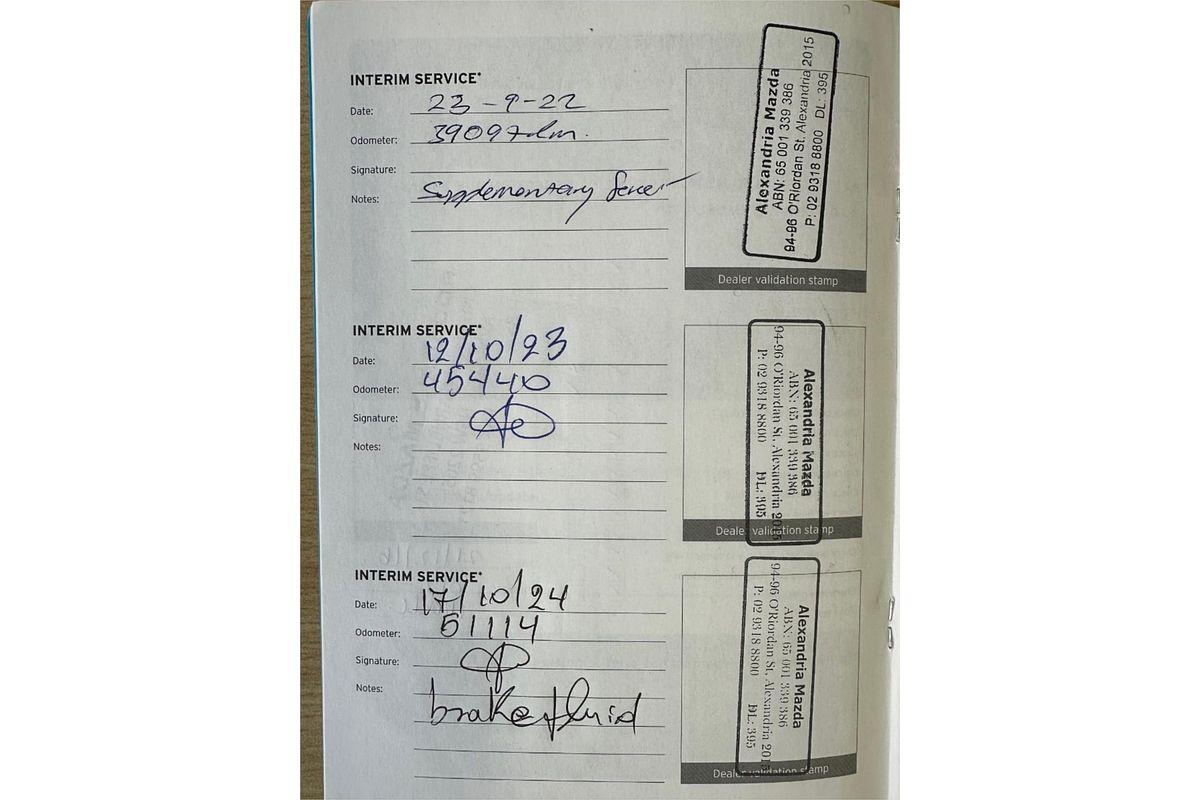 INTERIM SERVICE*
Date: 23-9-22
Odometer: 39097km.
Signature:
Notes: Supplementary
Alexandria Mazda
ABN: 65 001 339 386
94-96 O'Riordan St, Alexandria 2015
P: 02 9318 8800 DL: 395
Dealer validation stamp
INTERIM SERVICE*
Date: 12/10/23
Odometer: 45440
Signature:
Notes:
Alexandria Mazda
ABN: 65 001 339 386
94-96 O'Riordan St, Alexandria 2015
P: 02 9318 8800 DL: 395
Dealer validation stamp
INTERIM SERVICE*
Date: 17/10/24
Odometer: 51114
Signature:
Notes: brake fluid
Alexandria Mazda
ABN: 65 001 339 386
94-96 O'Riordan St, Alexandria 2015
P: 02 9318 8800 DL: 395
Dealer validation stamp